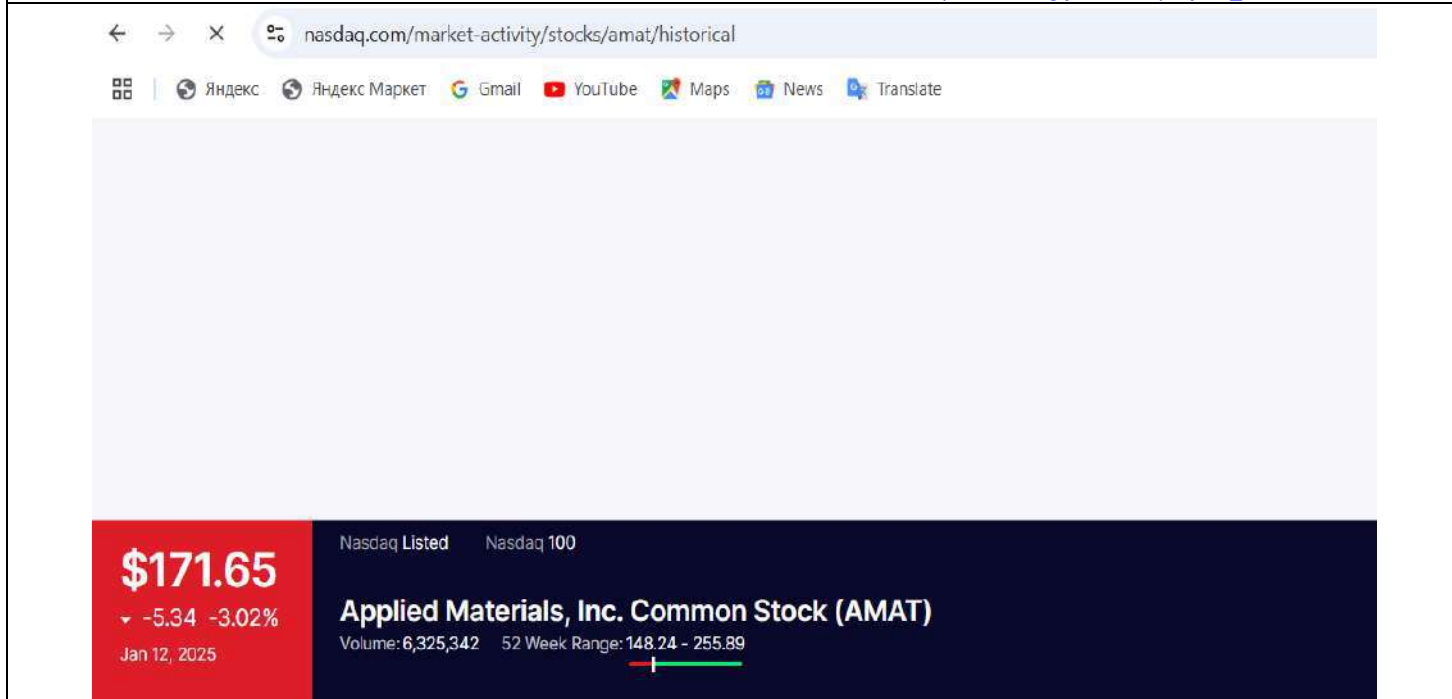 nasdaq.com/market-activity/stocks/amat/historical
Яндекс Яндекс Маркет Gmail YouTube Maps News Translate
Nasdaq Listed Nasdaq 100
$171.65
-5.34 -3.02%
Jan 12, 2025
Applied Materials, Inc. Common Stock (AMAT)
Volume: 6,325,342 52 Week Range: 148.24 - 255.89